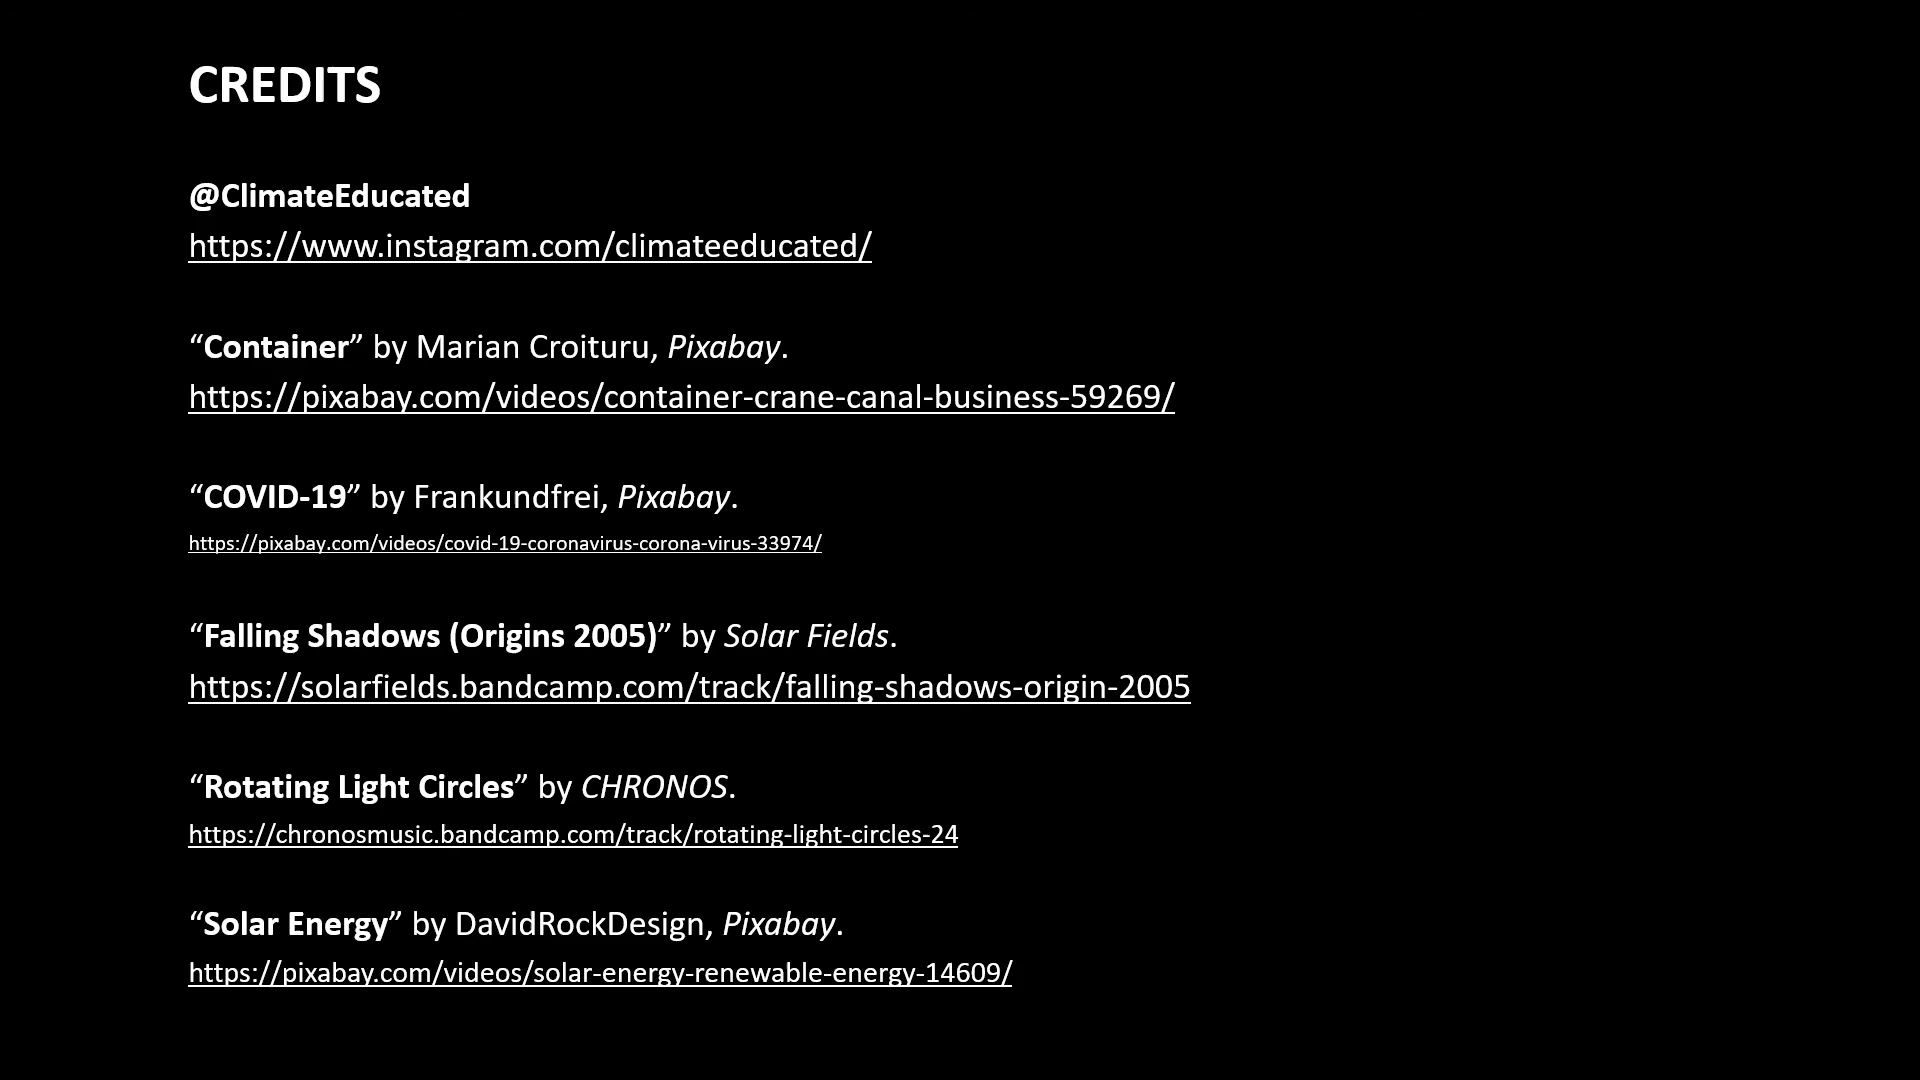 CREDITS
@ClimateEducated
https://www.instagram.com/climateeducated/
“Container” by Marian Croituru, Pixabay.
https://pixabay.com/videos/container-crane-canal-business-59269/
“COVID-19” by Frankundfrei, Pixabay.
https://pixabay.com/videos/covid-19-coronavirus-corona-virus-33974/
“Falling Shadows (Origins 2005)” by Solar Fields.
https://solarfields.bandcamp.com/track/falling-shadows-origin-2005
“Rotating Light Circles” by CHRONOS.
https://chronosmusic.bandcamp.com/track/rotating-light-circles-24
“Solar Energy” by DavidRockDesign, Pixabay.
https://pixabay.com/videos/solar-energy-renewable-energy-14609/